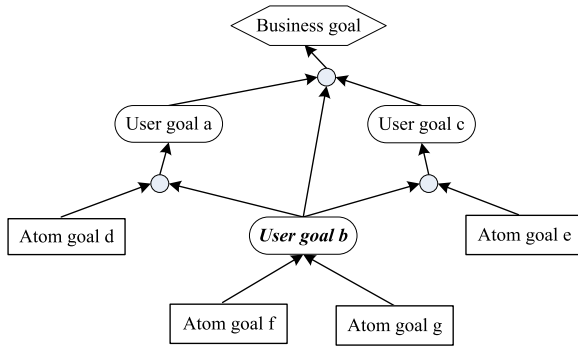 Business goal
User goal a
User goal c
Atom goal d
User goal b
Atom goal e
Atom goal f
Atom goal g